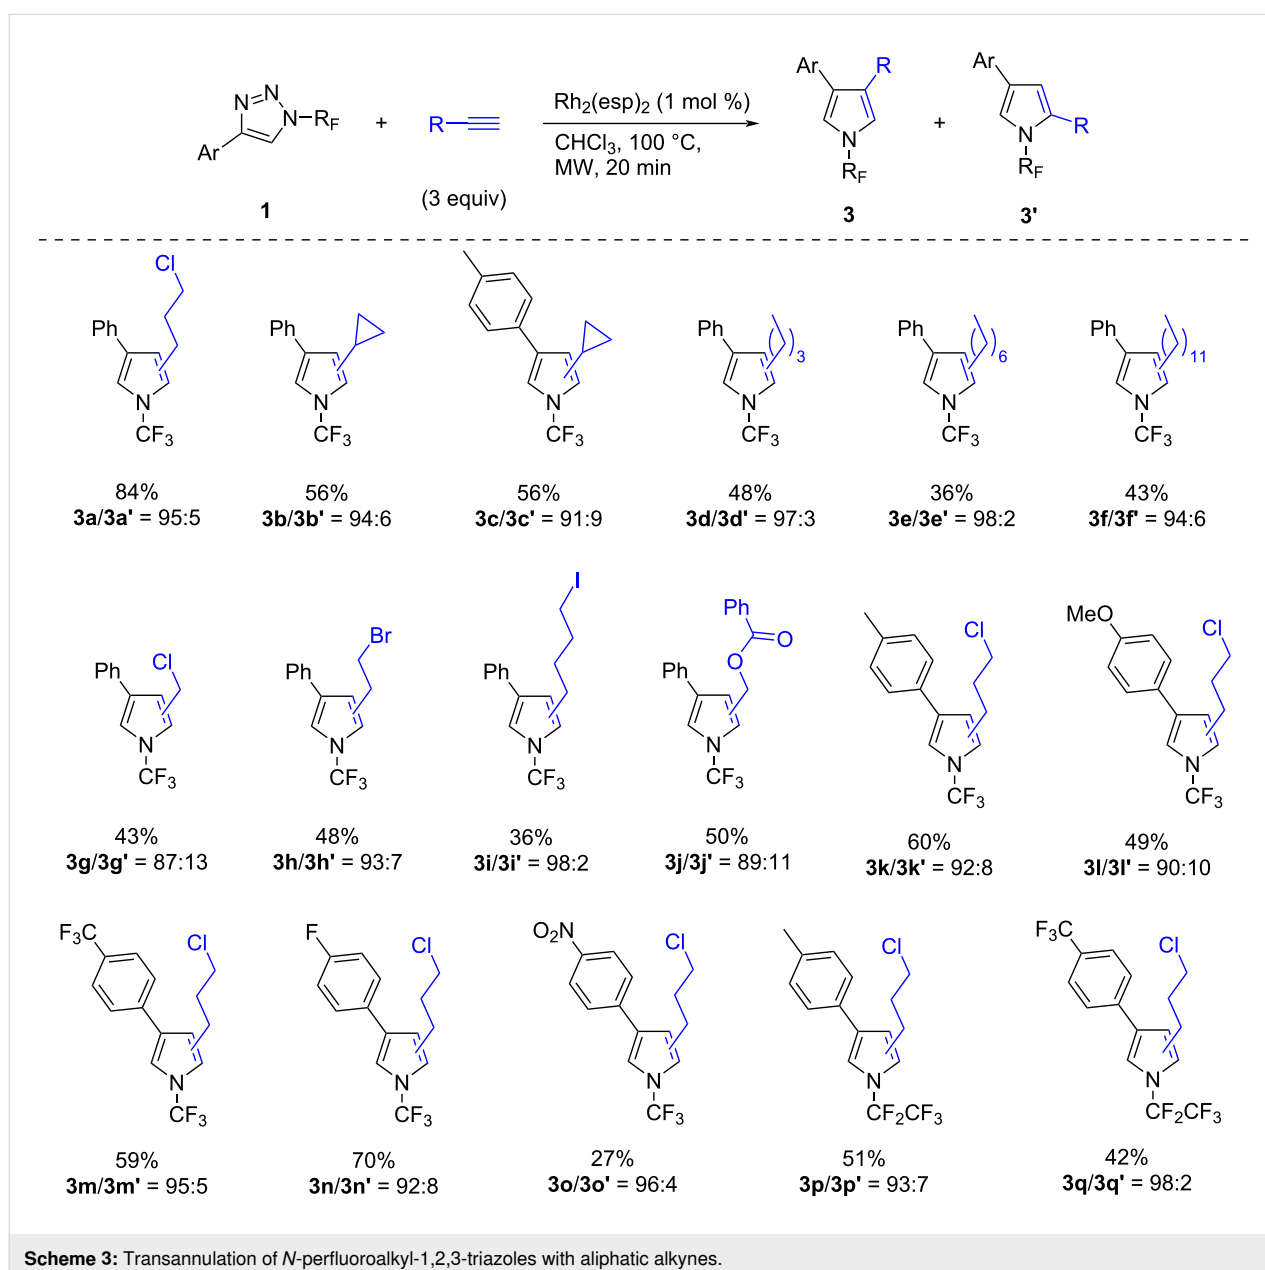 Ar
N
N
N
RF
+
R
Rh2(esp)2 (1 mol %)
CHCl3, 100 °C,
MW, 20 min
Ar
R
N
RF
+
Ar
R
N
RF
(3 equiv)
1
3
3'
Cl
Ph
N
CF3
Ph
N
CF3
N
CF3
Ph
( )3
N
CF3
Ph
( )6
N
CF3
Ph
( )11
N
CF3
84%
3a/3a' = 95:5
56%
3b/3b' = 94:6
56%
3c/3c' = 91:9
48%
3d/3d' = 97:3
36%
3e/3e' = 98:2
43%
3f/3f' = 94:6
Cl
Ph
N
CF3
Br
Ph
N
CF3
I
Ph
N
CF3
Ph
O
O
Ph
N
CF3
Cl
N
CF3
MeO
Cl
N
CF3
43%
3g/3g' = 87:13
48%
3h/3h' = 93:7
36%
3i/3i' = 98:2
50%
3j/3j' = 89:11
60%
3k/3k' = 92:8
49%
3l/3l' = 90:10
F3C
Cl
N
CF3
F
Cl
N
CF3
O2N
Cl
N
CF3
Cl
N
CF2CF3
F3C
Cl
N
CF2CF3
59%
3m/3m' = 95:5
70%
3n/3n' = 92:8
27%
3o/3o' = 96:4
51%
3p/3p' = 93:7
42%
3q/3q' = 98:2
Scheme 3: Transannulation of N-perfluoroalkyl-1,2,3-triazoles with aliphatic alkynes.